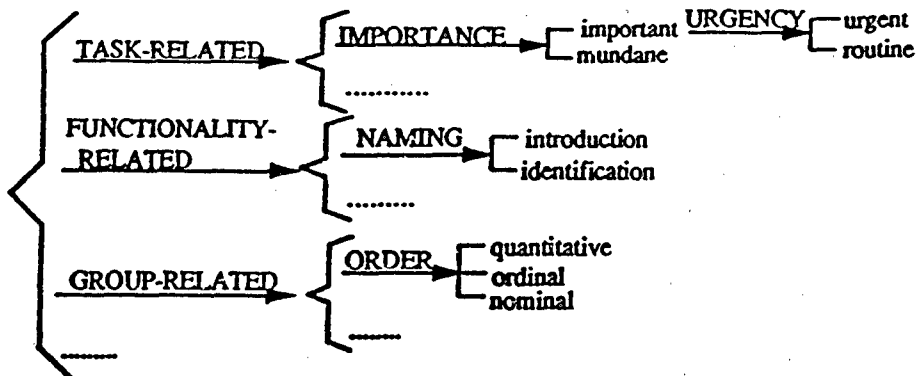 TASK-RELATED
IMPORTANCE
important
mundane
URGENCY
urgent
routine
............
FUNCTIONALITY-
RELATED
NAMING
introduction
identification
..........
GROUP-RELATED
ORDER
quantitative
ordinal
nominal
........
........